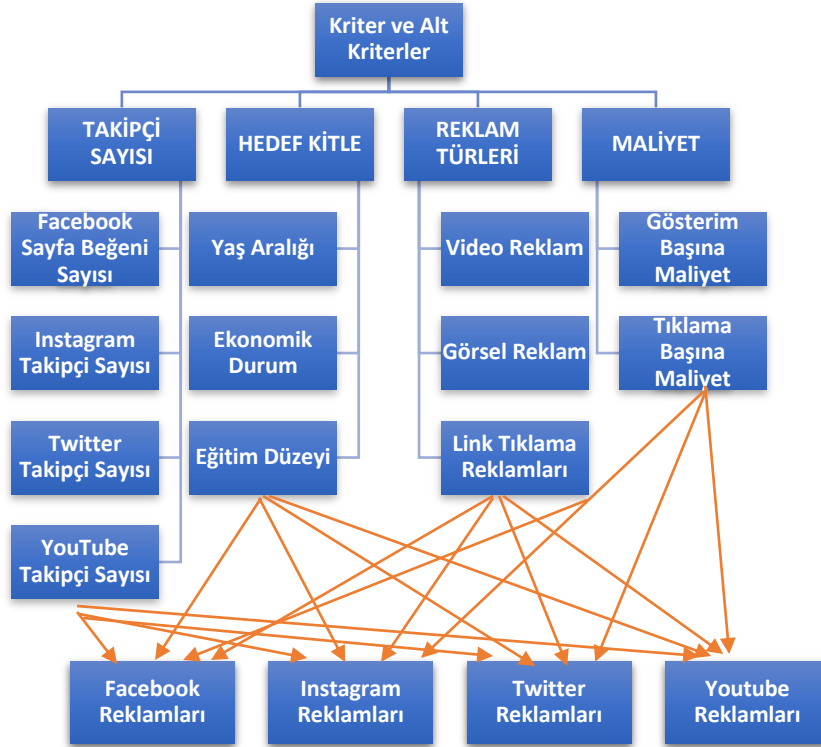 Kriter ve Alt
Kriterler
TAKİPÇİ
SAYISI
HEDEF KİTLE
REKLAM
TÜRLERİ
MALİYET
Facebook
Sayfa Beğeni
Sayısı
Yaş Aralığı
Video Reklam
Gösterim
Başına
Maliyet
Instagram
Takipçi Sayısı
Ekonomik
Durum
Görsel Reklam
Tıklama
Başına
Maliyet
Twitter
Takipçi Sayısı
Eğitim Düzeyi
Link Tıklama
Reklamları
YouTube
Takipçi Sayısı
Facebook
Reklamları
Instagram
Reklamları
Twitter
Reklamları
Youtube
Reklamları